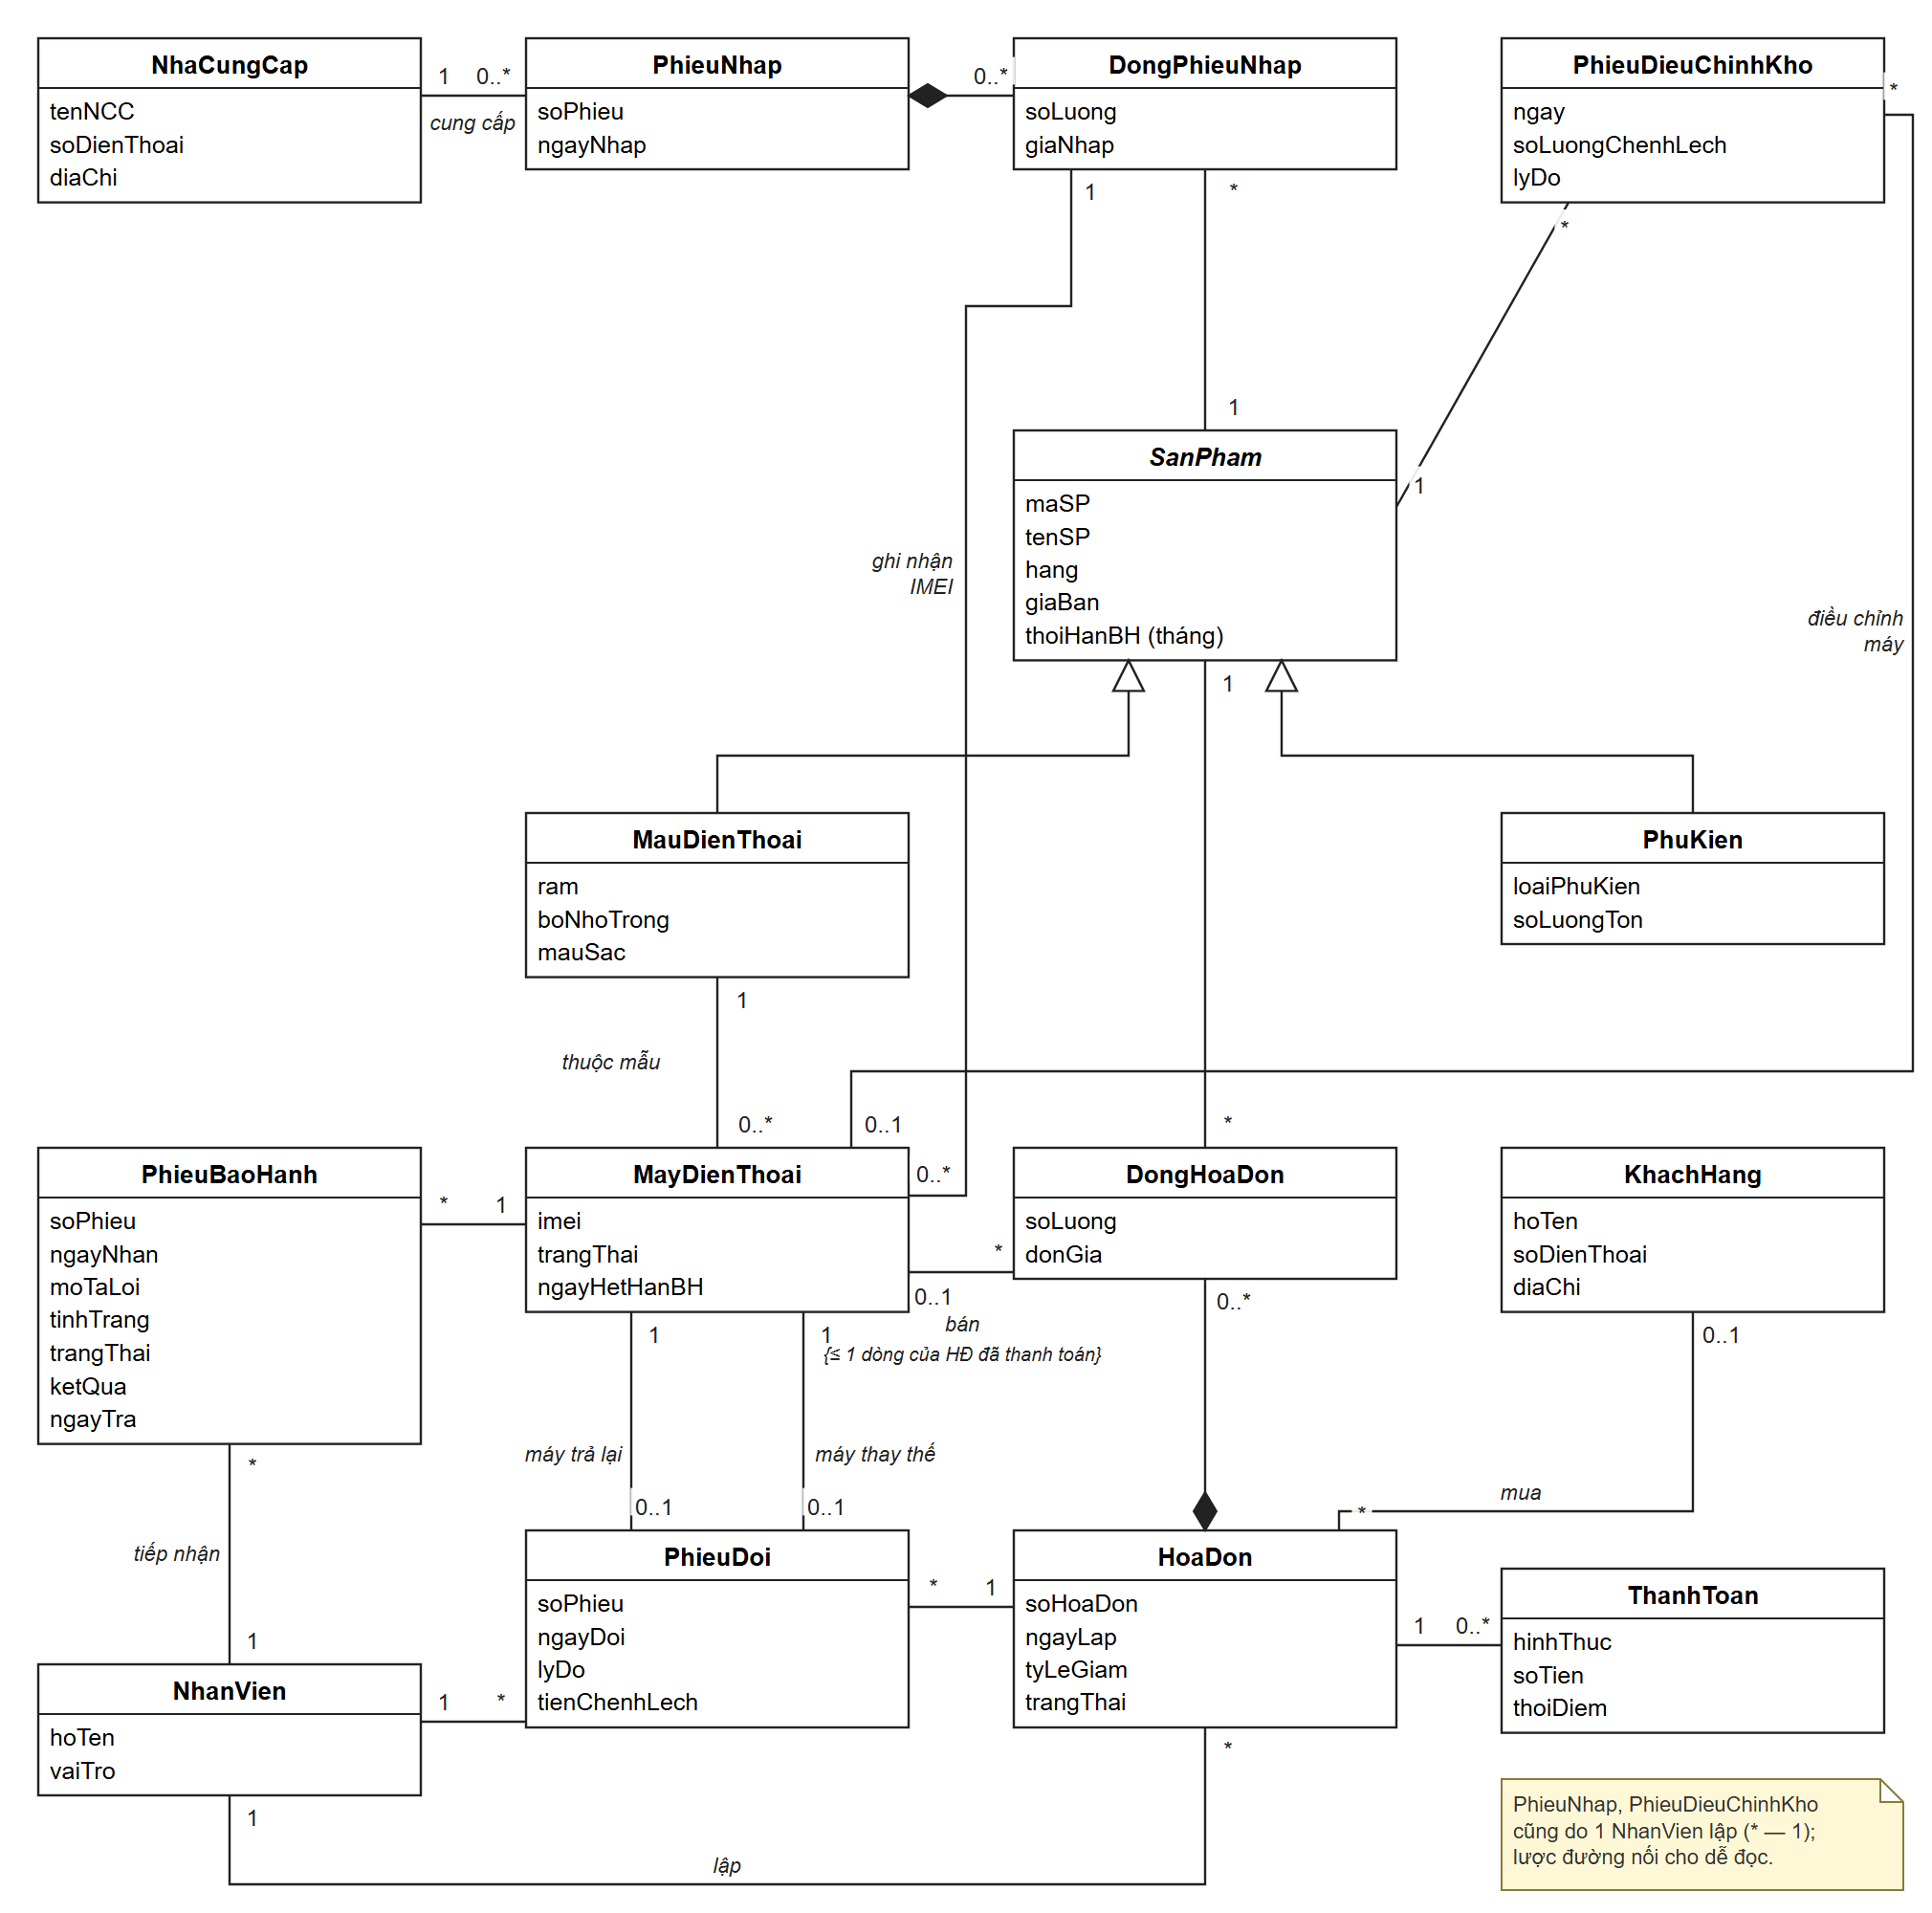 NhaCungCap
tenNCC
soDienThoai
diaChi
1
0..*
cung cấp
PhieuNhap
soPhieu
ngayNhap
0..*
DongPhieuNhap
soLuong
giaNhap
PhieuDieuChinhKho
ngay
soLuongChenhLech
lyDo
*
1
*
*
1
1
SanPham
maSP
tenSP
hang
giaBan
thoiHanBH (tháng)
ghi nhận
IMEI
điều chỉnh
máy
1
MauDienThoai
ram
boNhoTrong
mauSac
PhuKien
loaiPhuKien
soLuongTon
1
thuộc mẫu
0..*
0..1
*
PhieuBaoHanh
soPhieu
ngayNhan
moTaLoi
tinhTrang
trangThai
ketQua
ngayTra
*
1
MayDienThoai
imei
trangThai
ngayHetHanBH
0..*
*
0..1
bán
{≤ 1 dòng của HĐ đã thanh toán}
DongHoaDon
soLuong
donGia
KhachHang
hoTen
soDienThoai
diaChi
1
1
0..*
0..1
máy trả lại
máy thay thế
*
mua
*
0..1
0..1
tiếp nhận
1
PhieuDoi
soPhieu
ngayDoi
lyDo
tienChenhLech
*
1
HoaDon
soHoaDon
ngayLap
tyLeGiam
trangThai
1
0..*
ThanhToan
hinhThuc
soTien
thoiDiem
NhanVien
hoTen
vaiTro
1
*
*
1
lập
PhieuNhap, PhieuDieuChinhKho
cũng do 1 NhanVien lập (* — 1);
lược đường nối cho dễ đọc.